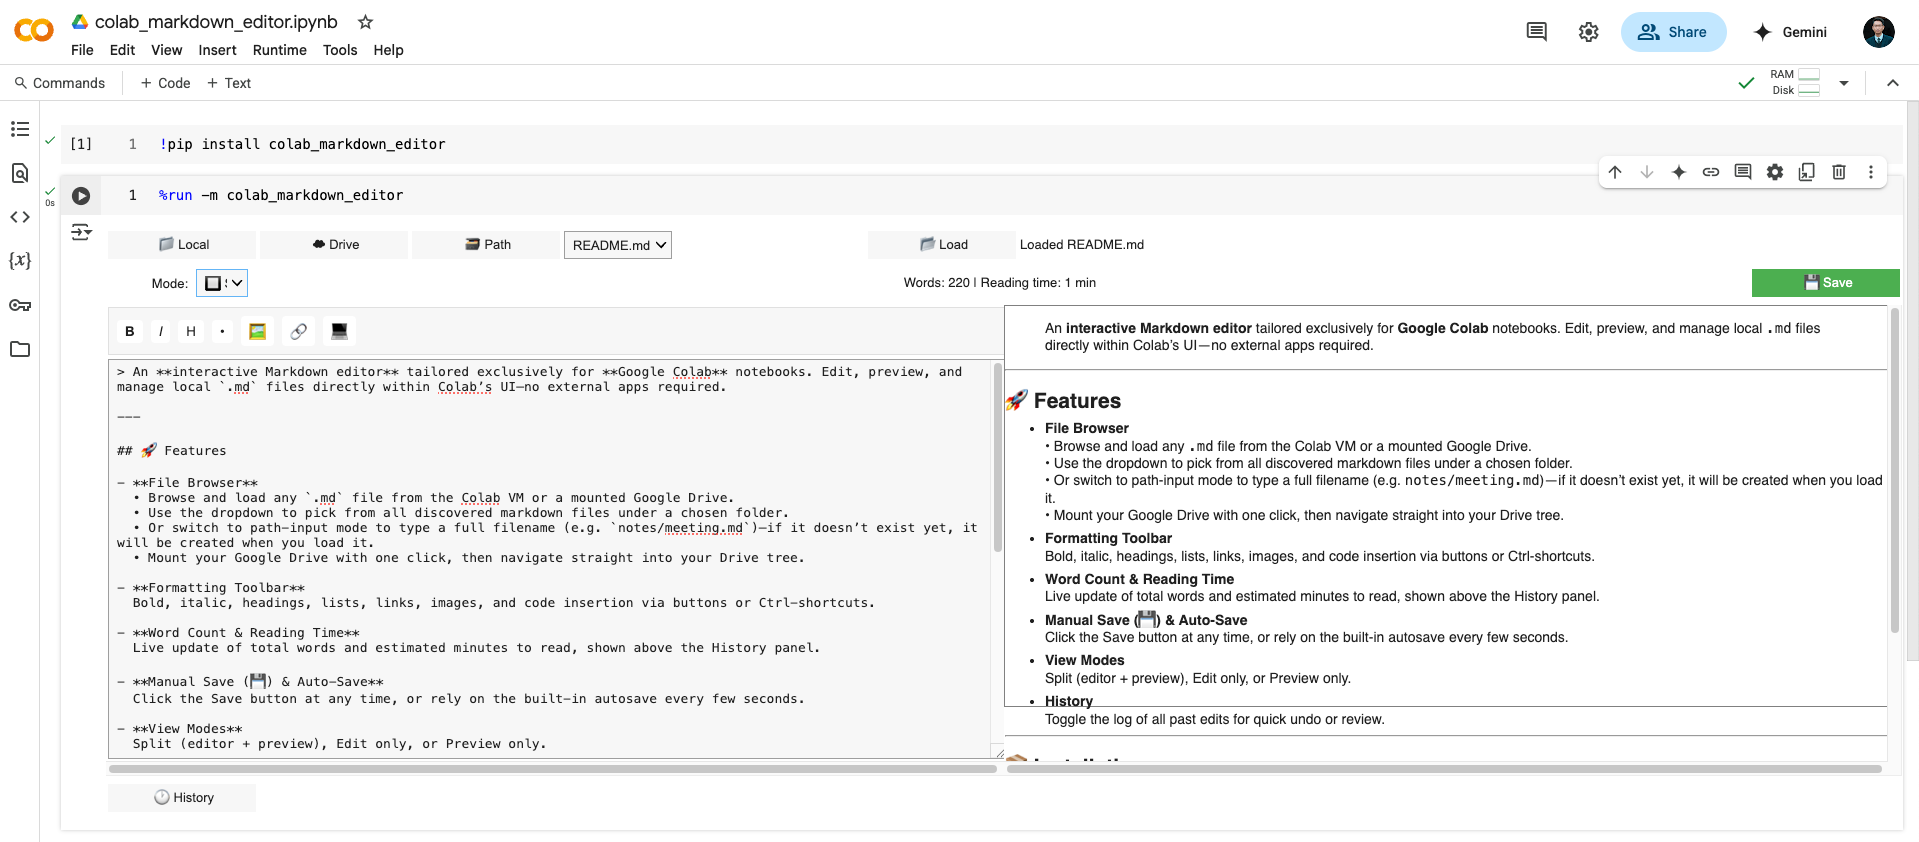 colab_markdown_editor.ipynb
File Edit View Insert Runtime Tools Help
Share
Gemini
Commands
+ Code + Text
RAM
Disk
[1] 1 !pip install colab_markdown_editor
1 %run -m colab_markdown_editor
0s
Local
Drive
Path
README.md
Load
Loaded README.md
Mode:
Words: 220 | Reading time: 1 min
💾 Save
B I H •
> An **interactive Markdown editor** tailored exclusively for **Google Colab** notebooks. Edit, preview, and
manage local `.md` files directly within Colab’s UI—no external apps required.
---
## 🚀 Features
- **File Browser**
• Browse and load any `.md` file from the Colab VM or a mounted Google Drive.
• Use the dropdown to pick from all discovered markdown files under a chosen folder.
• Or switch to path-input mode to type a full filename (e.g. `notes/meeting.md`)—if it doesn’t exist yet, it
will be created when you load it.
• Mount your Google Drive with one click, then navigate straight into your Drive tree.
- **Formatting Toolbar**
Bold, italic, headings, lists, links, images, and code insertion via buttons or Ctrl-shortcuts.
- **Word Count & Reading Time**
Live update of total words and estimated minutes to read, shown above the History panel.
- **Manual Save (💾) & Auto-Save**
Click the Save button at any time, or rely on the built-in autosave every few seconds.
- **View Modes**
Split (editor + preview), Edit only, or Preview only.
An interactive Markdown editor tailored exclusively for Google Colab notebooks. Edit, preview, and manage local .md files
directly within Colab’s UI—no external apps required.
🚀 Features
• File Browser
• Browse and load any .md file from the Colab VM or a mounted Google Drive.
• Use the dropdown to pick from all discovered markdown files under a chosen folder.
• Or switch to path-input mode to type a full filename (e.g. notes/meeting.md)—if it doesn’t exist yet, it will be created when you load
it.
• Mount your Google Drive with one click, then navigate straight into your Drive tree.
• Formatting Toolbar
Bold, italic, headings, lists, links, images, and code insertion via buttons or Ctrl-shortcuts.
• Word Count & Reading Time
Live update of total words and estimated minutes to read, shown above the History panel.
• Manual Save (💾) & Auto-Save
Click the Save button at any time, or rely on the built-in autosave every few seconds.
• View Modes
Split (editor + preview), Edit only, or Preview only.
• History
Toggle the log of all past edits for quick undo or review.
History